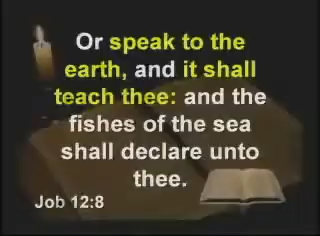 Or speak to the
earth, and it shall
teach thee: and the
fishes of the sea
shall declare unto
thee.
Job 12:8